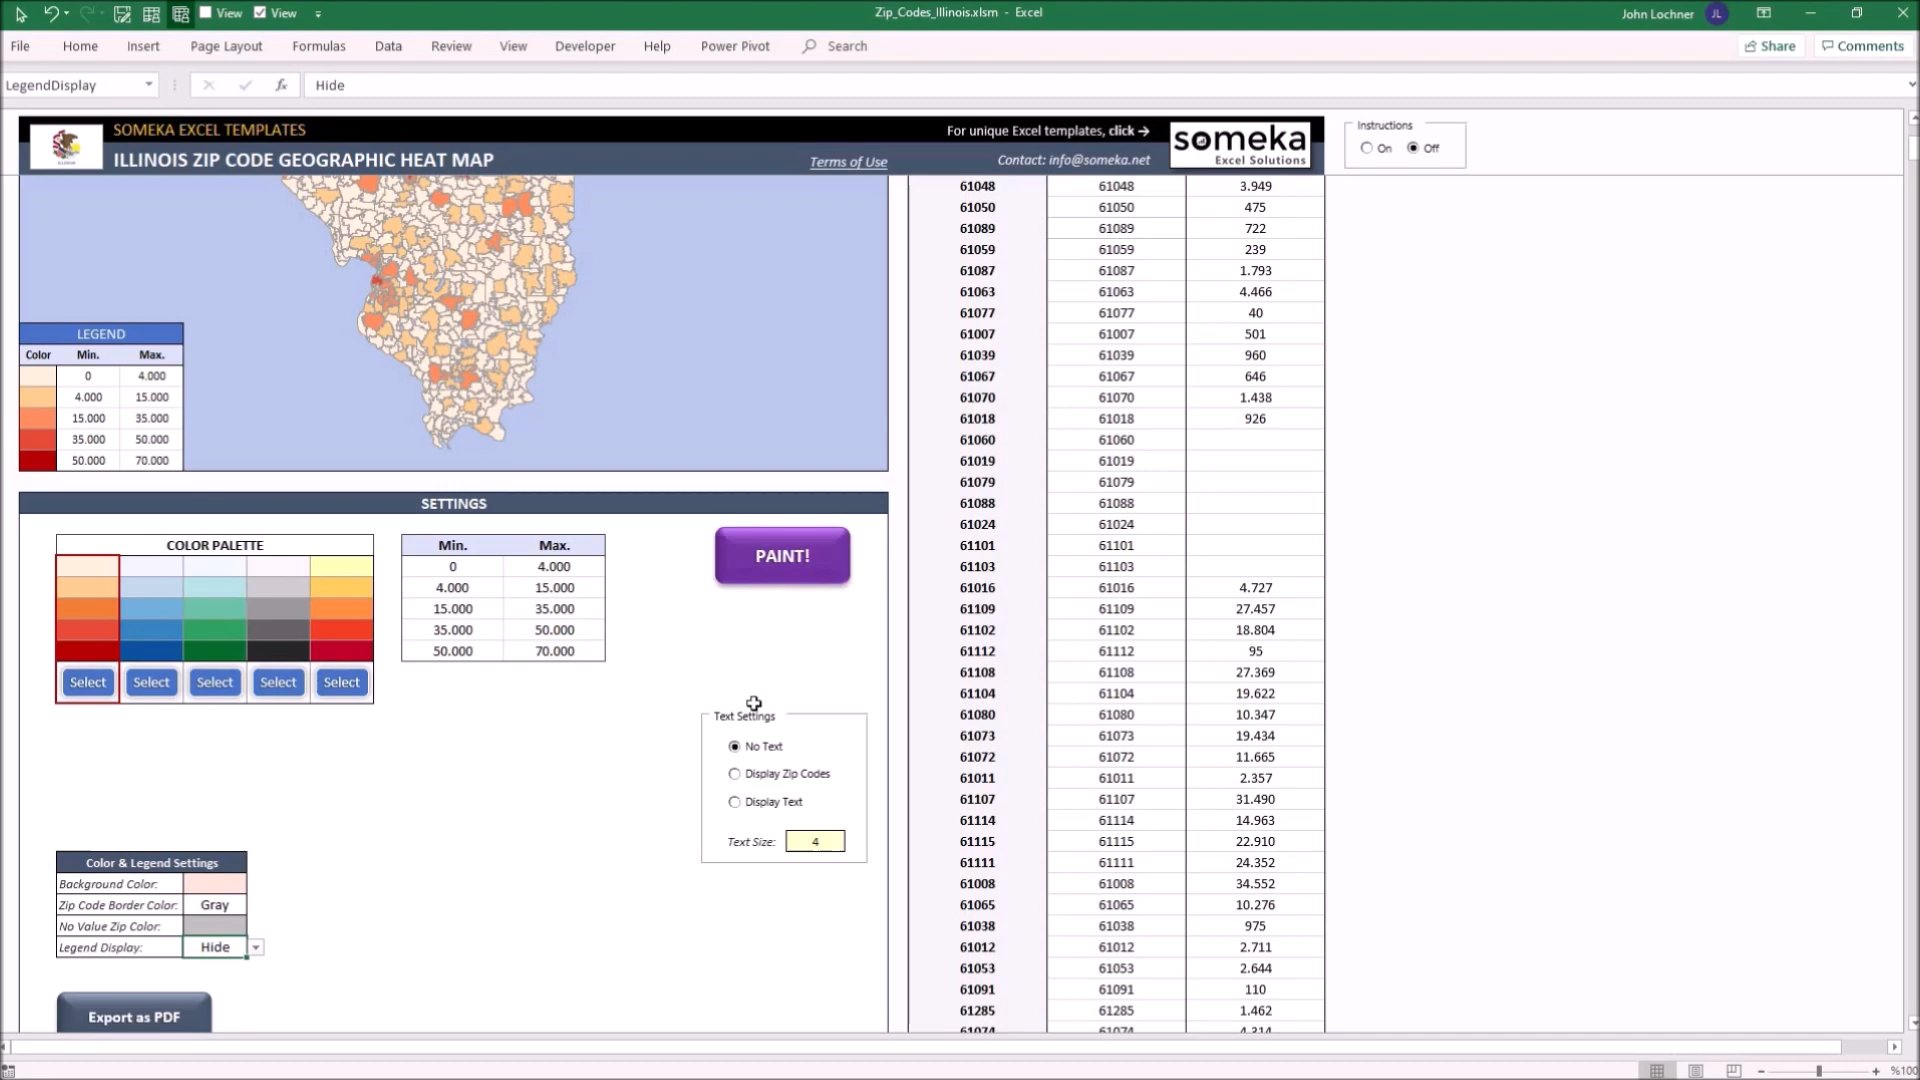 View
View
Zip_Codes_Illinois.xlsm - Excel
John Lochner
JL
File Home Insert Page Layout Formulas Data Review View Developer Help Power Pivot Search
Share
Comments
LegendDisplay
fx
Hide
SOMEKA EXCEL TEMPLATES
For unique Excel templates, click →
ILLINOIS ZIP CODE GEOGRAPHIC HEAT MAP
Terms of Use
Contact: info@someka.net
someka
Excel Solutions
Instructions
On
Off
LEGEND
Color Min. Max.
0 4.000
4.000 15.000
15.000 35.000
35.000 50.000
50.000 70.000
SETTINGS
COLOR PALETTE
Select Select Select Select Select
Min. Max.
0 4.000
4.000 15.000
15.000 35.000
35.000 50.000
50.000 70.000
PAINT!
Text Settings
No Text
Display Zip Codes
Display Text
Text Size: 4
Color & Legend Settings
Background Color:
Zip Code Border Color: Gray
No Value Zip Color:
Legend Display: Hide
Export as PDF
61048 61048 3.949
61050 61050 475
61089 61089 722
61059 61059 239
61087 61087 1.793
61063 61063 4.466
61077 61077 40
61007 61007 501
61039 61039 960
61067 61067 646
61070 61070 1.438
61018 61018 926
61060 61060
61019 61019
61079 61079
61088 61088
61024 61024
61101 61101
61103 61103
61016 61016 4.727
61109 61109 27.457
61102 61102 18.804
61112 61112 95
61108 61108 27.369
61104 61104 19.622
61080 61080 10.347
61073 61073 19.434
61072 61072 11.665
61011 61011 2.357
61107 61107 31.490
61114 61114 14.963
61115 61115 22.910
61111 61111 24.352
61008 61008 34.552
61065 61065 10.276
61038 61038 975
61012 61012 2.711
61053 61053 2.644
61091 61091 110
61285 61285 1.462
61074 61074 4.314
%100